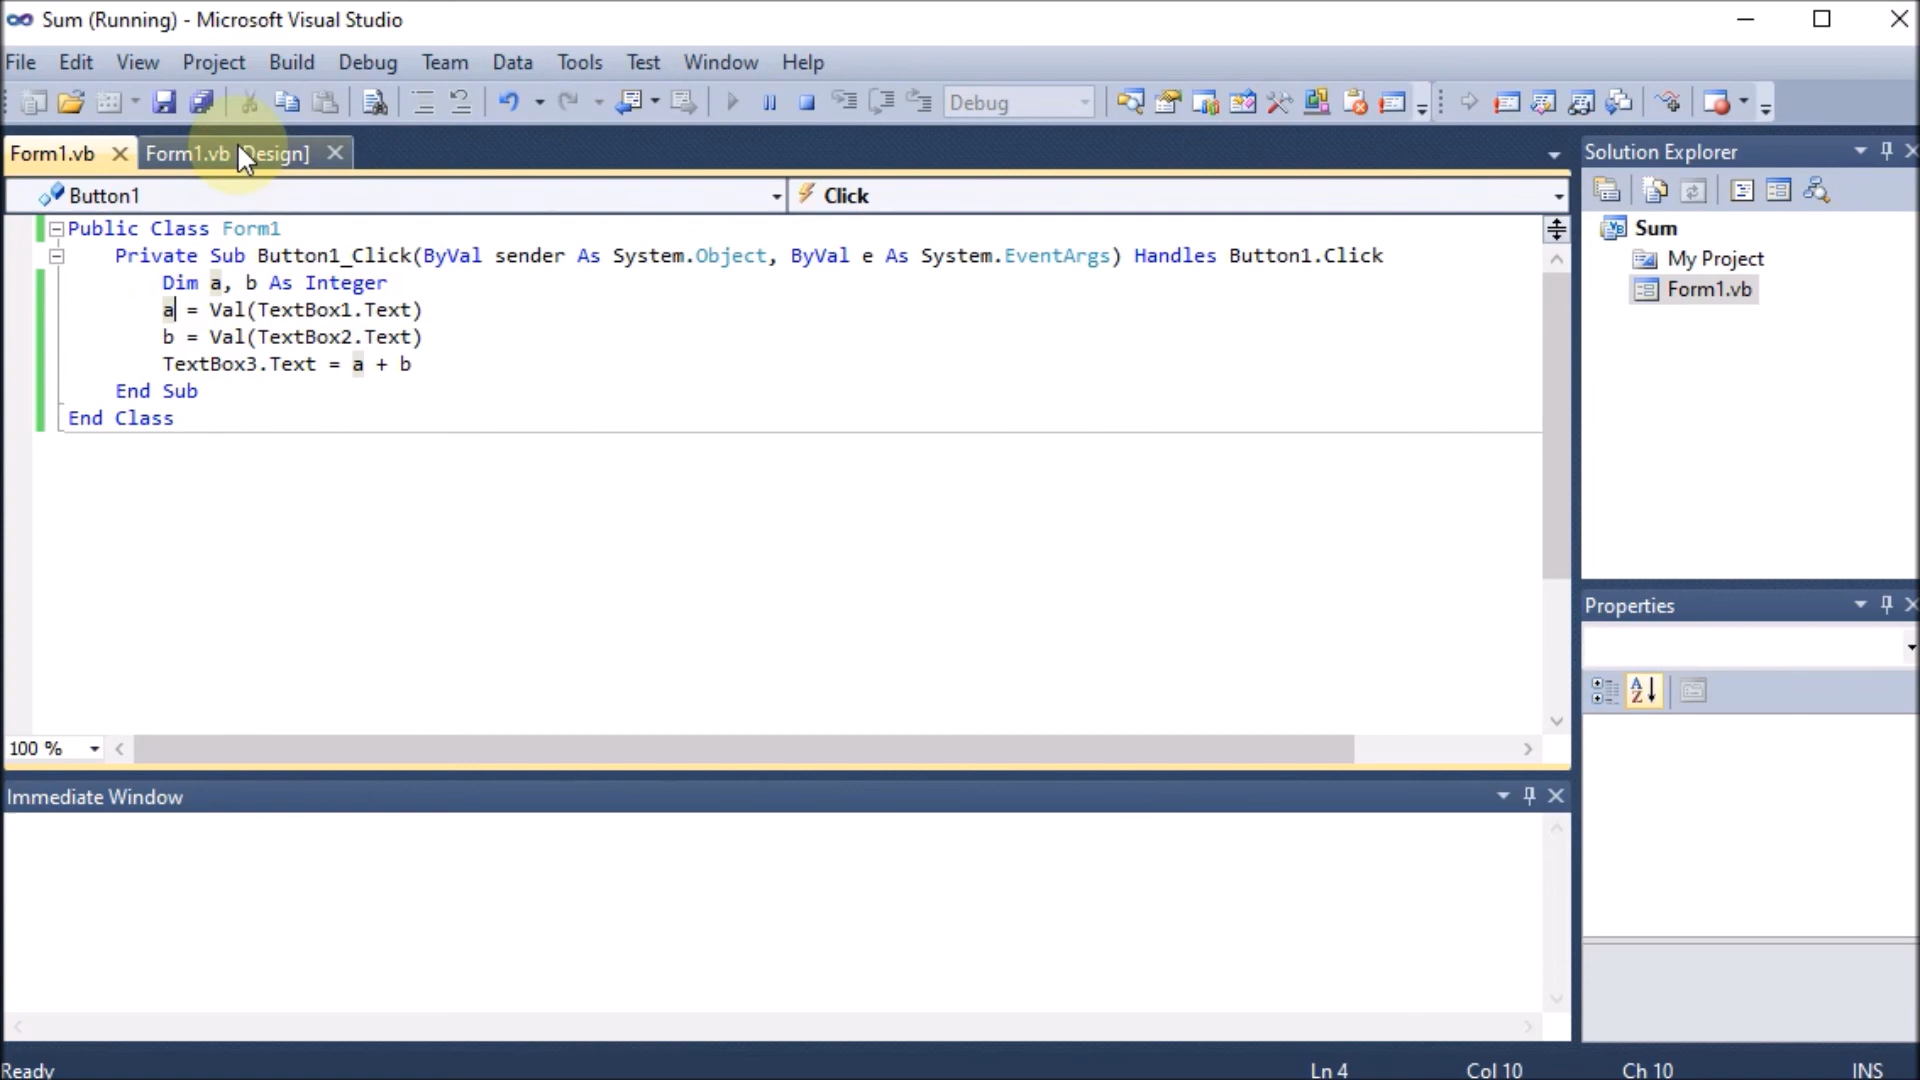 Sum (Running) - Microsoft Visual Studio
File Edit View Project Build Debug Team Data Tools Test Window Help
Debug
Form1.vb Form1.vb [Design]
Button1 Click
Public Class Form1
Private Sub Button1_Click(ByVal sender As System.Object, ByVal e As System.EventArgs) Handles Button1.Click
Dim a, b As Integer
a = Val(TextBox1.Text)
b = Val(TextBox2.Text)
TextBox3.Text = a + b
End Sub
End Class
100 %
Immediate Window
Solution Explorer
Sum
My Project
Form1.vb
Properties
Ready Ln 4 Col 10 Ch 10 INS